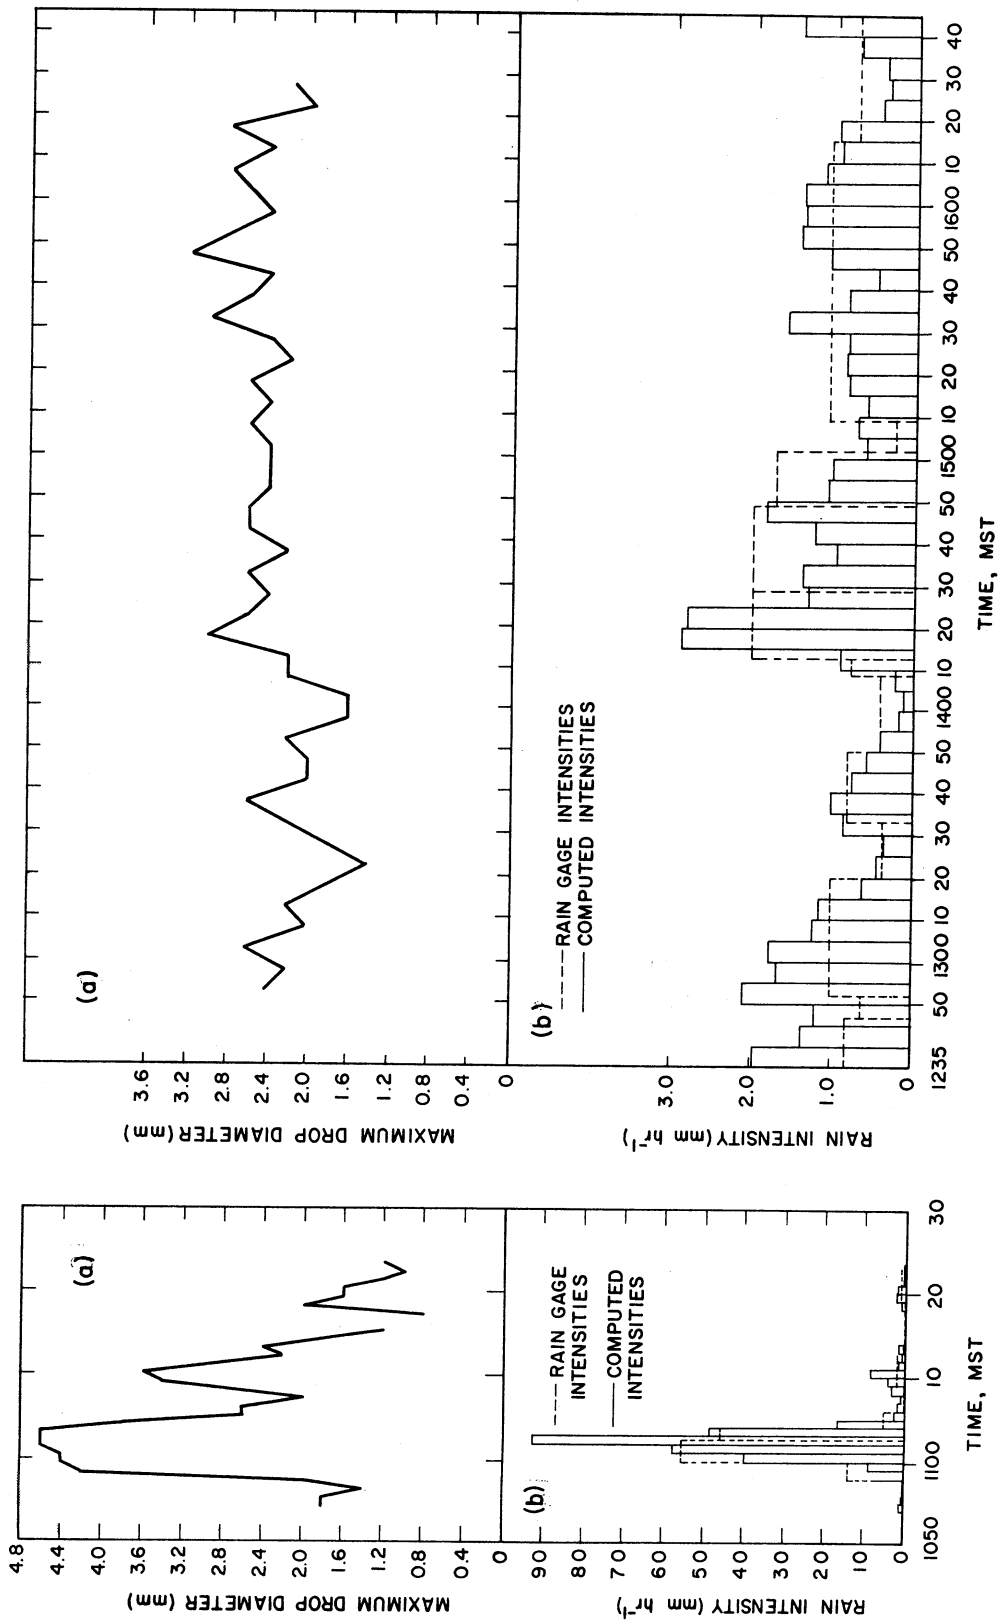 MAXIMUM DROP DIAMETER (mm)
4.8
4.4
4.0
3.6
3.2
2.8
2.4
2.0
1.6
1.2
0.8
0.4
0
(a)
RAIN INTENSITY (mm hr⁻¹)
90
80
70
60
50
40
30
20
10
0
(b)
--- RAIN GAGE
INTENSITIES
— COMPUTED
INTENSITIES
1050 1100 10 20 30
TIME, MST
MAXIMUM DROP DIAMETER (mm)
3.6
3.2
2.8
2.4
2.0
1.6
1.2
0.8
0.4
0
(a)
RAIN INTENSITY (mm hr⁻¹)
3.0
2.0
1.0
0
(b)
--- RAIN GAGE INTENSITIES
— COMPUTED INTENSITIES
1235 50 1300 10 20 30 40 50 1400 10 20 30 40 50 1500 10 20 30 40 50 1600 10 20 30 40
TIME, MST